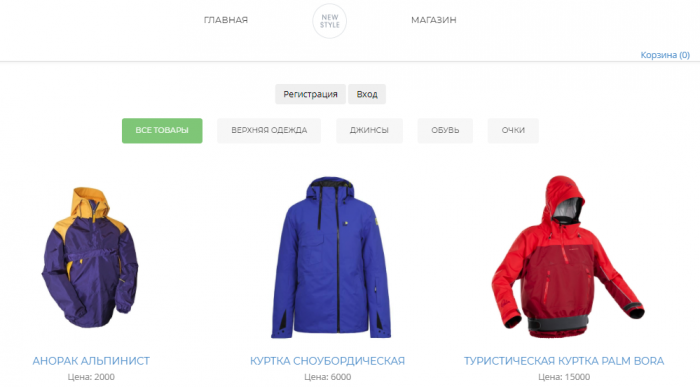 ГЛАВНАЯ
NEW
STYLE
МАГАЗИН
Корзина (0)
Регистрация Вход
ВСЕ ТОВАРЫ ВЕРХНЯЯ ОДЕЖДА ДЖИНСЫ ОБУВЬ ОЧКИ
АНОРАК АЛЬПИНИСТ
Цена: 2000
КУРТКА СНОУБОРДИЧЕСКАЯ
Цена: 6000
ТУРИСТИЧЕСКАЯ КУРТКА PALM BORA
Цена: 15000